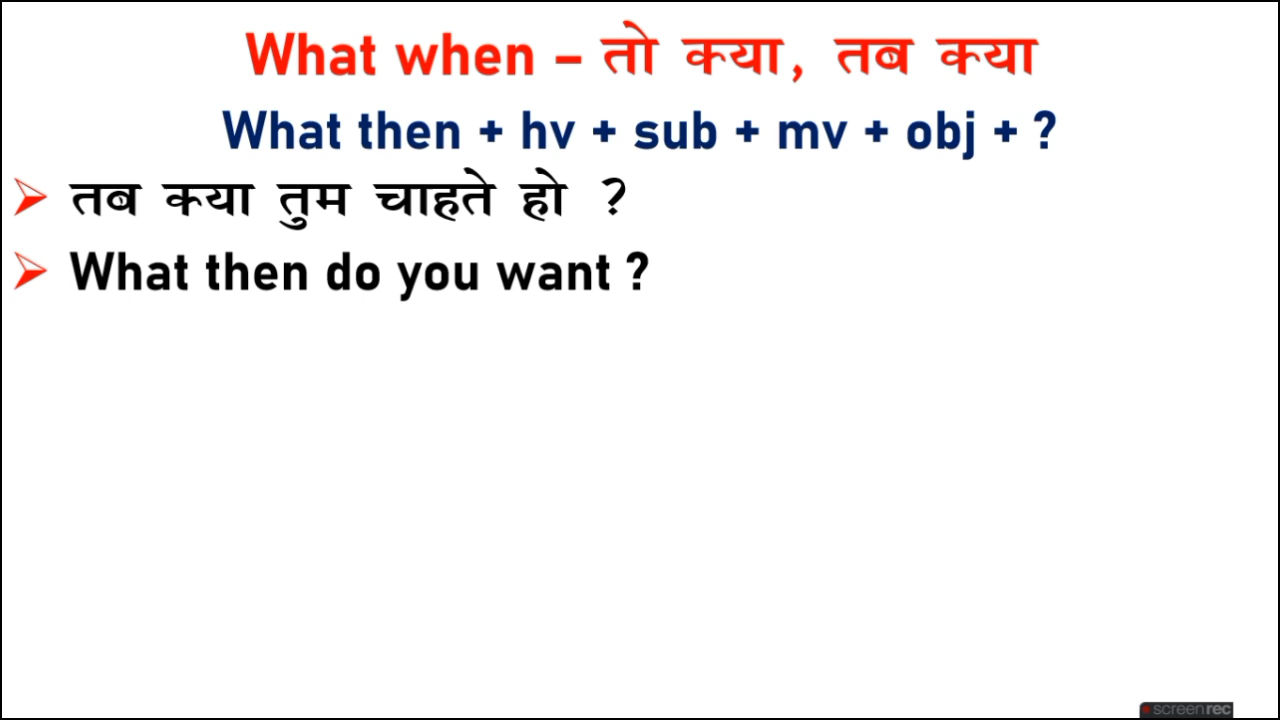 What when – तो क्या, तब क्या
What then + hv + sub + mv + obj + ?
➢ तब क्या तुम चाहते हो ?
➢ What then do you want ?
screenrec